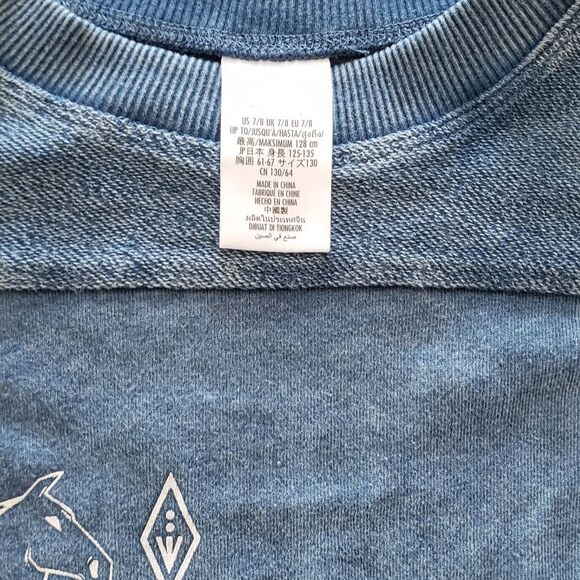 US 7/8 UK 7/8 EU 7/8
UP TO/JUSQU'À/HASTA/สูงถึง/
最高/MAKSIMUM 128 cm
JP日本 身長 125-135
胸囲 61-67 サイズ130
CN 130/64
MADE IN CHINA
FABRIQUÉ EN CHINE
HECHO EN CHINA
中國製
ผลิตในประเทศจีน
DIBUAT DI TIONGKOK
صنع في الصين